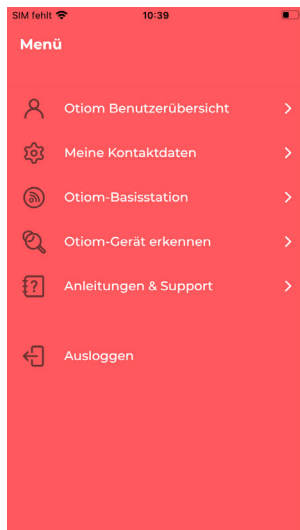 SIM fehlt 10:39
Menü
Otiom Benutzerübersicht
Meine Kontaktdaten
Otiom-Basisstation
Otiom-Gerät erkennen
?
Anleitungen & Support
Ausloggen